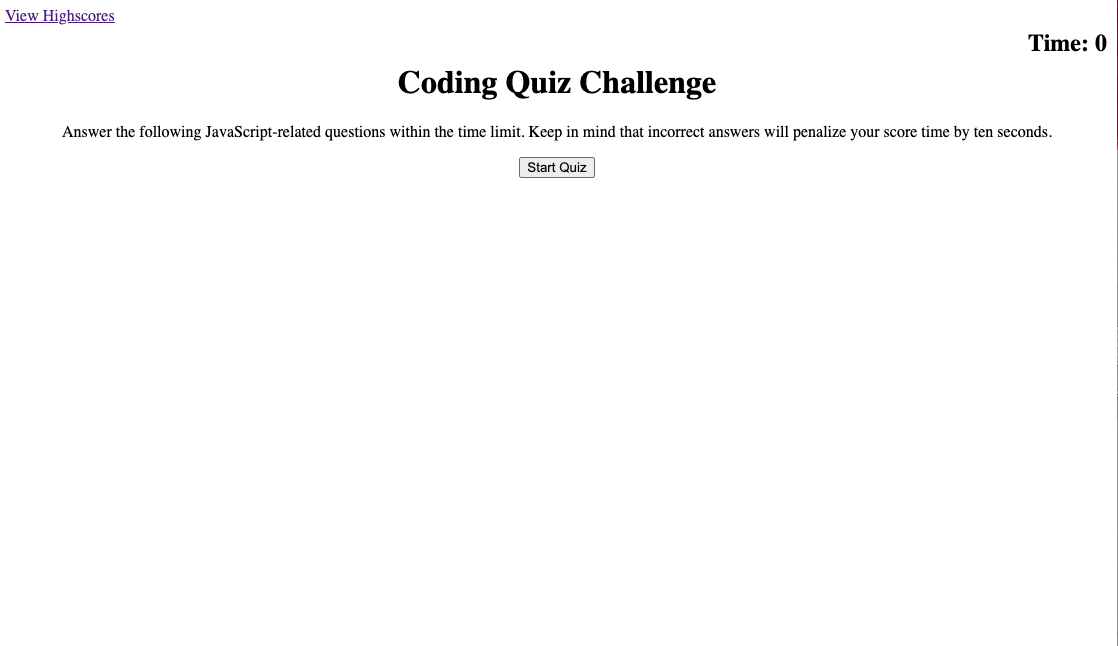 View Highscores
Time: 0
Coding Quiz Challenge
Answer the following JavaScript-related questions within the time limit. Keep in mind that incorrect answers will penalize your score time by ten seconds.
Start Quiz